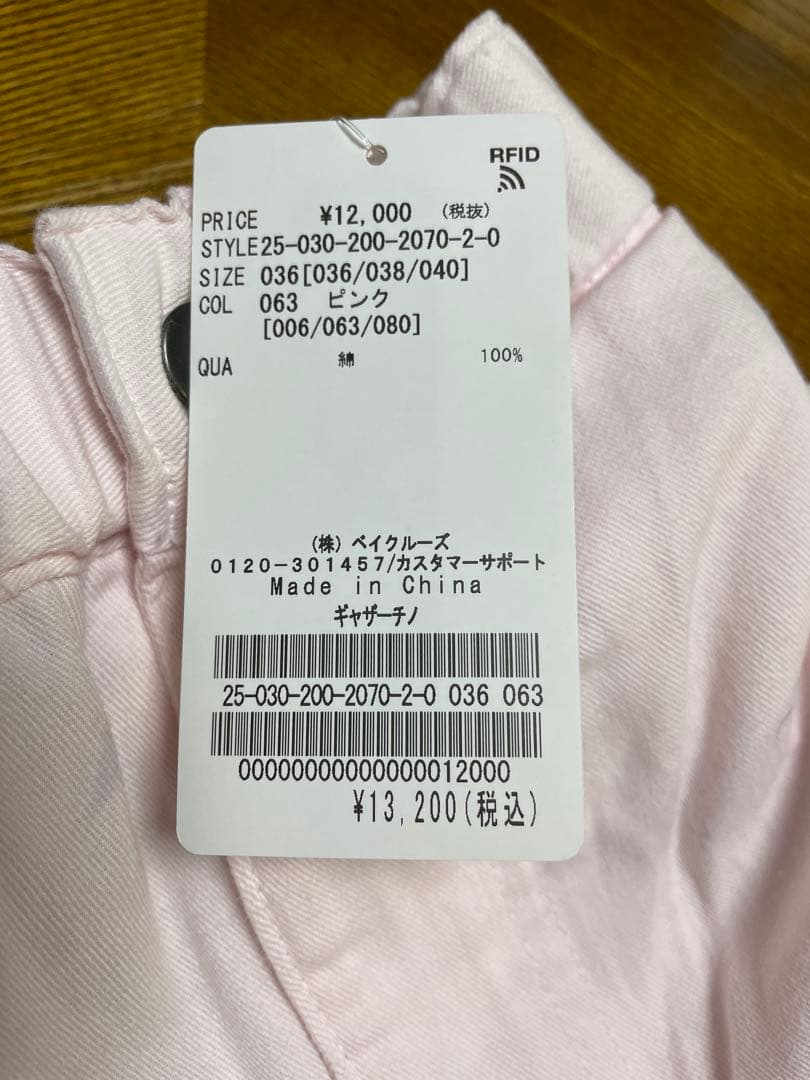 RFID
PRICE ¥12,000 (税抜)
STYLE 25-030-200-2070-2-0
SIZE 036[036/038/040]
COL 063 ピンク
[006/063/080]
QUA 綿 100%
(株)ベイクルーズ
0120-301457/カスタマーサポート
Made in China
ギャザーチノ
25-030-200-2070-2-0 036 063
00000000000000012000
¥13,200(税込)